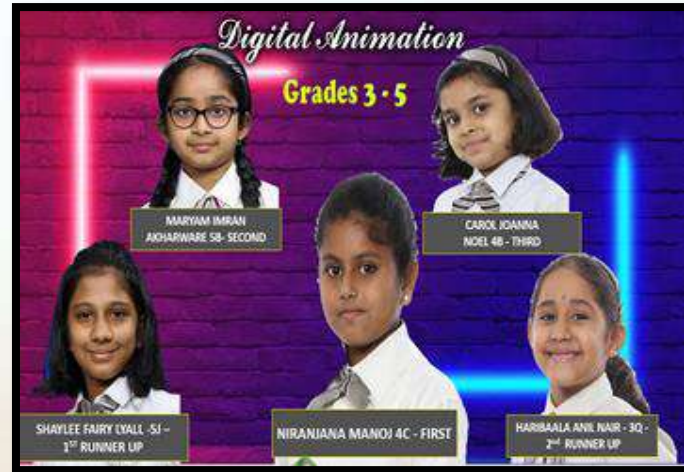 Digital Animation
Grades 3 - 5
MARYAM IMRAN
AKHARWARE 5B- SECOND
CAROL JOANNA
NOEL 4B - THIRD
SHAYLEE FAIRY LYALL -5J –
1ST RUNNER UP
NIRANJANA MANOJ 4C - FIRST
HARIBAALA ANIL NAIR - 3Q -
2nd RUNNER UP